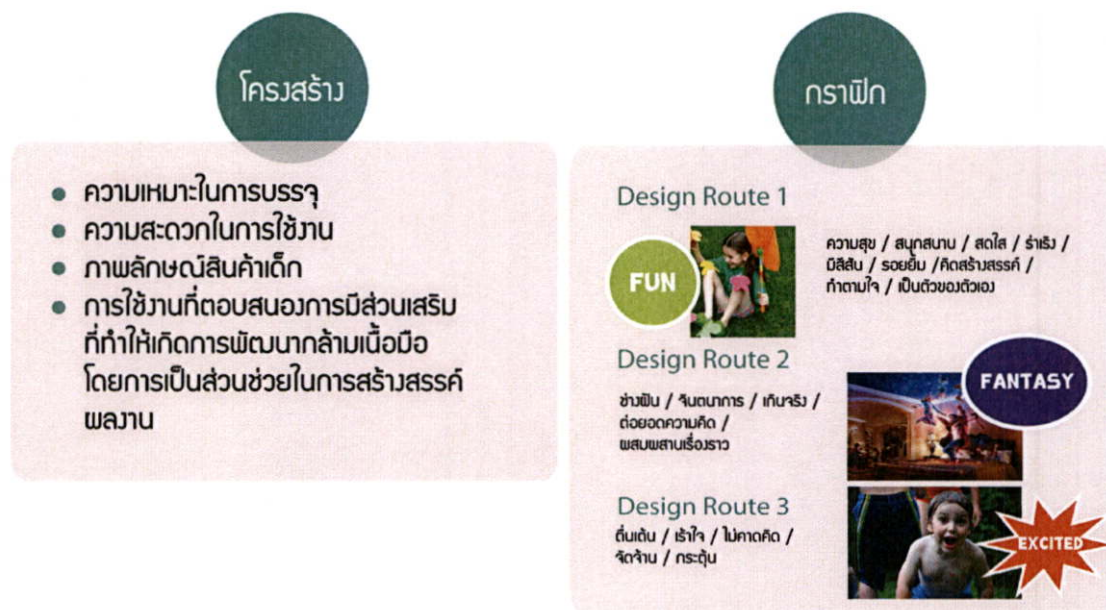 โครงสร้าง
ความเหมาะในการบรรจุ
ความสะดวกในการใช้งาน
ภาพลักษณ์สินค้าเด็ก
การใช้งานที่ตอบสนองการมีส่วนเสริม
ที่ทำให้เกิดการพัฒนากล้ามเนื้อมือ
โดยการเป็นส่วนช่วยในการสร้างสรรค์
ผลงาน
กราฟิก
Design Route 1
FUN
ความสุข / สนุกสนาน / สดใส / ร่าเริง /
มีสีสัน / รอยยิ้ม /คิดสร้างสรรค์ /
ทำตามใจ / เป็นตัวของตัวเอง
Design Route 2
FANTASY
ช่างฝัน / จินตนาการ / เกินจริง /
ต่อยอดความคิด /
ผสมผสานเรื่องราว
Design Route 3
EXCITED
ตื่นเต้น / เร้าใจ / ไม่คาดคิด /
จัดจ้าน / กระตุ้น